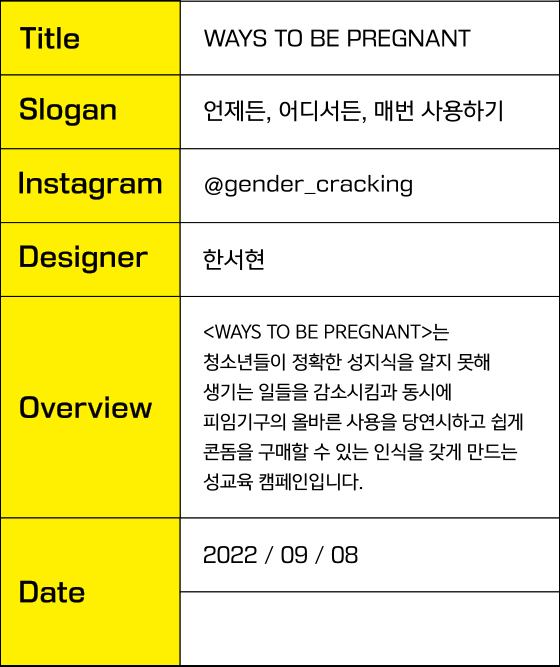 Title
WAYS TO BE PREGNANT
Slogan
언제든, 어디서든, 매번 사용하기
Instagram
@gender_cracking
Designer
한서현
Overview
<WAYS TO BE PREGNANT>는
청소년들이 정확한 성지식을 알지 못해
생기는 일들을 감소시킴과 동시에
피임기구의 올바른 사용을 당연시하고 쉽게
콘돔을 구매할 수 있는 인식을 갖게 만드는
성교육 캠페인입니다.
Date
2022 / 09 / 08